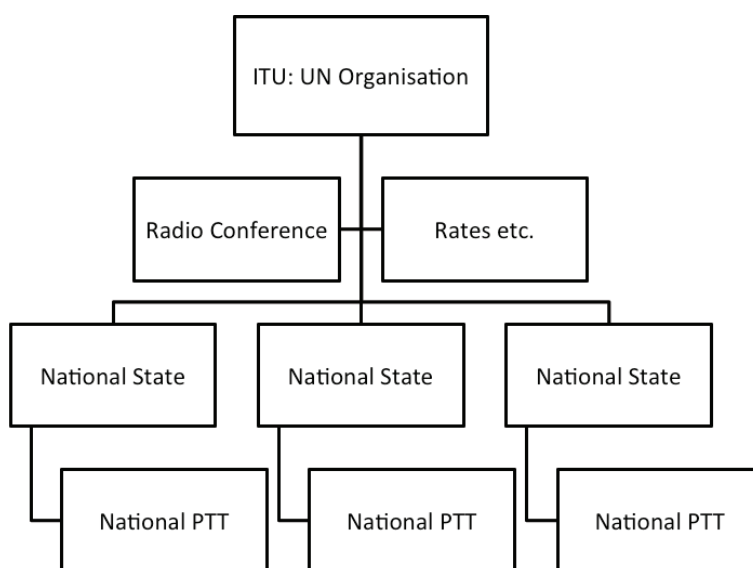 ITU: UN Organisation
Radio Conference
Rates etc.
National State
National State
National State
National PTT
National PTT
National PTT